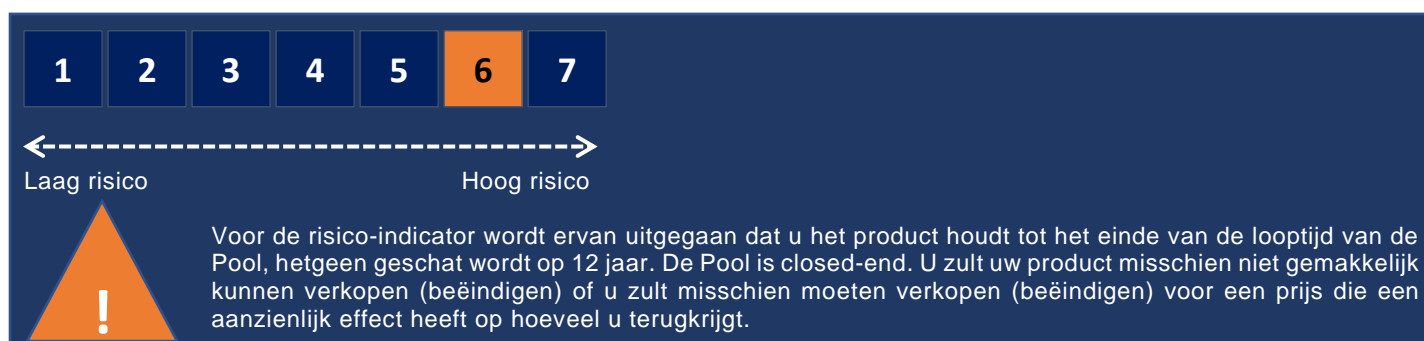 1 2 3 4 5 6 7
Laag risico Hoog risico
Voor de risico-indicator wordt ervan uitgegaan dat u het product houdt tot het einde van de looptijd van de
Pool, hetgeen geschat wordt op 12 jaar. De Pool is closed-end. U zult uw product misschien niet gemakkelijk
kunnen verkopen (beëindigen) of u zult misschien moeten verkopen (beëindigen) voor een prijs die een
aanzienlijk effect heeft op hoeveel u terugkrijgt.
!